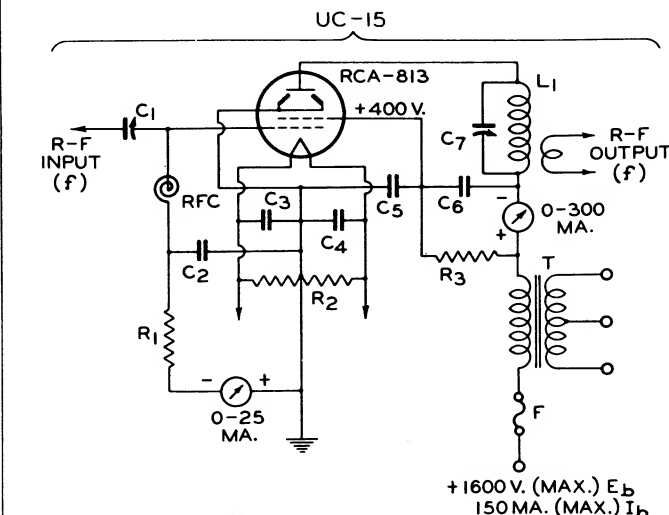 UC-15
RCA-813
L1
+400 V.
C1
R-F
INPUT
(f)
C7
R-F
OUTPUT
(f)
RFC
C3
C4
C5
C6
-
0-300
MA.
+
C2
R2
R3
T
R1
-
+
0-25
MA.
F
+1600 V. (MAX.) Eb
150 MA. (MAX.) Ib